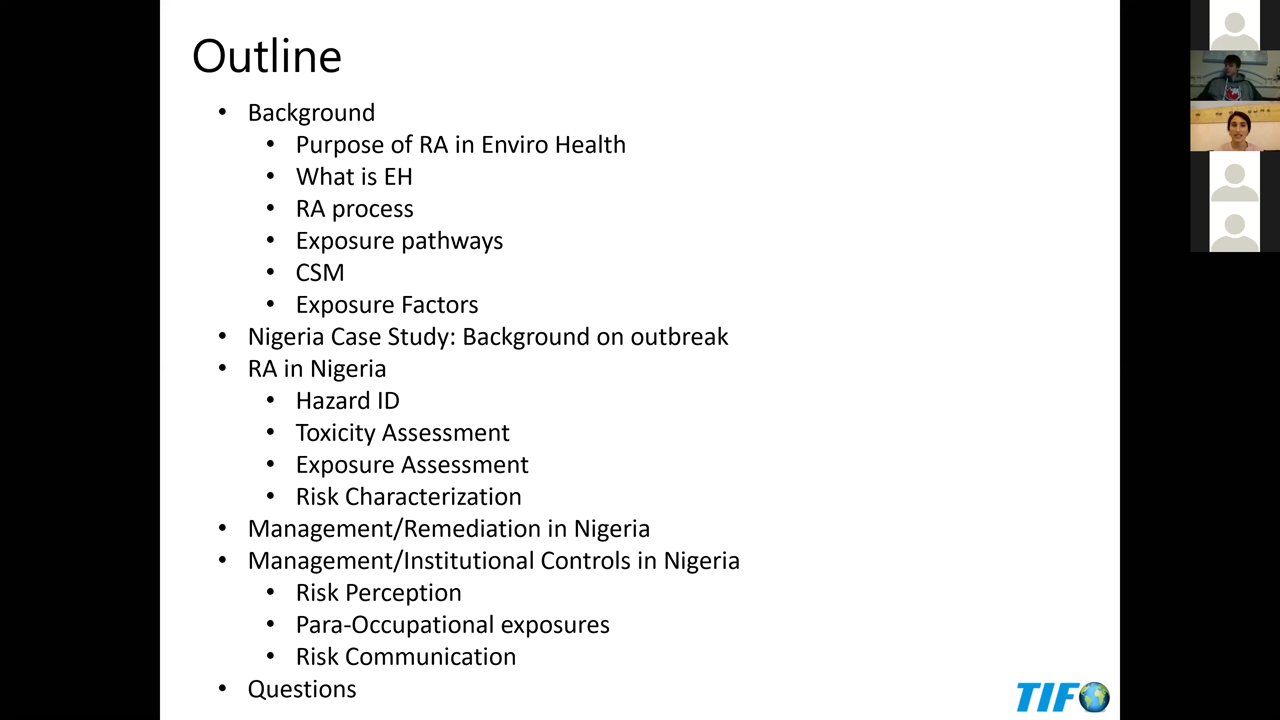 Outline
• Background
• Purpose of RA in Enviro Health
• What is EH
• RA process
• Exposure pathways
• CSM
• Exposure Factors
• Nigeria Case Study: Background on outbreak
• RA in Nigeria
• Hazard ID
• Toxicity Assessment
• Exposure Assessment
• Risk Characterization
• Management/Remediation in Nigeria
• Management/Institutional Controls in Nigeria
• Risk Perception
• Para-Occupational exposures
• Risk Communication
• Questions
TIFO